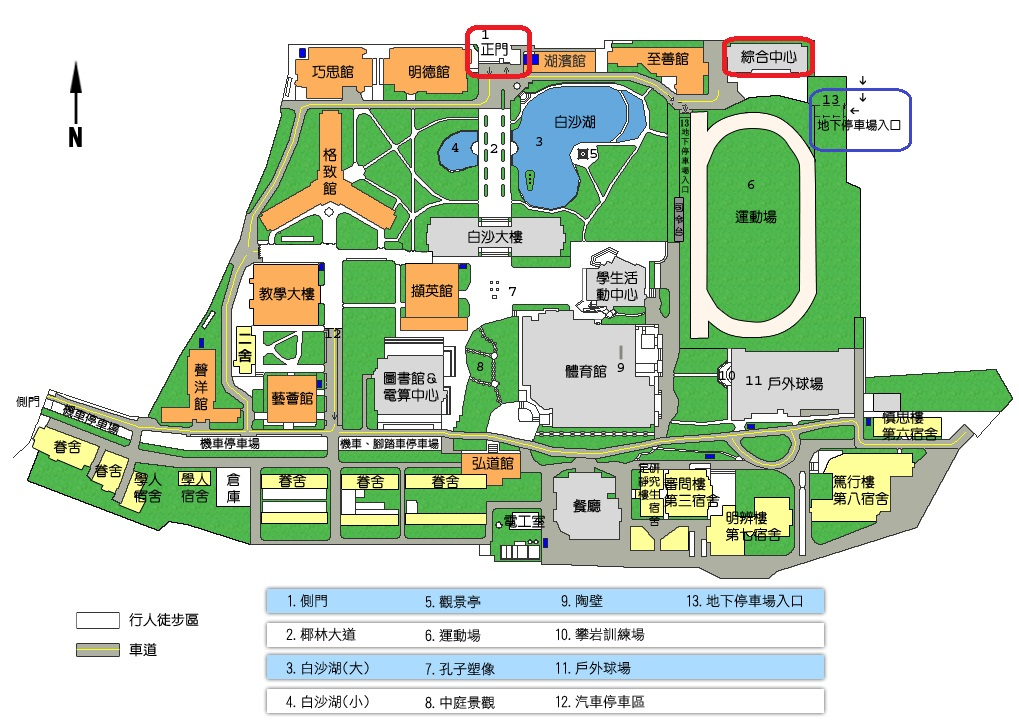 1
正門
巧思館
明德館
湖濱館
至善館
綜合中心
N
13
地下停車場入口
白沙湖
4
2
3
5
13地下停車場入口
格致館
6
運動場
司令台
白沙大樓
學生活
動中心
教學大樓
擷英館
7
12
二舍
體育館
9
8
聲洋館
藝薈館
圖書館&
電算中心
10
11
戶外球場
側門
機車停車場
機車停車場
機車、腳踏車停車場
慎思樓
第六宿舍
眷舍
眷舍
學人
宿舍
學人
宿舍
倉庫
眷舍
眷舍
眷舍
弘道館
餐廳
電工室
研究生宿舍
審問樓
第三宿舍
明辨樓
第七宿舍
篤行樓
第八宿舍
行人徒步區
車道
1. 側門
5. 觀景亭
9. 陶壁
13. 地下停車場入口
2. 椰林大道
6. 運動場
10. 攀岩訓練場
3. 白沙湖(大)
7. 孔子塑像
11. 戶外球場
4. 白沙湖(小)
8. 中庭景觀
12. 汽車停車區